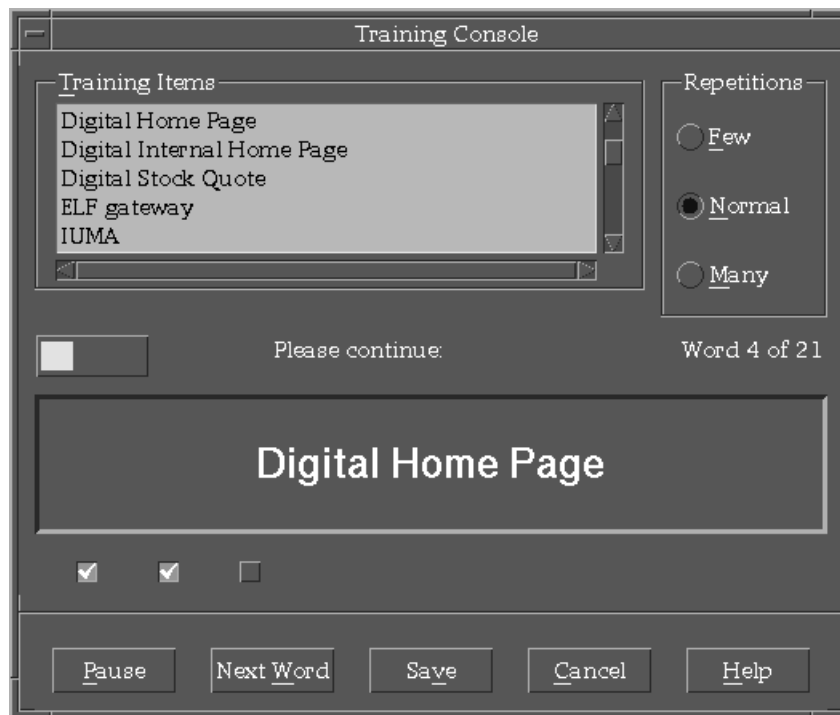 Training Console
Training Items
Digital Home Page
Digital Internal Home Page
Digital Stock Quote
ELF gateway
IUMA
Repetitions
Few
Normal
Many
Please continue:
Word 4 of 21
Digital Home Page
Pause
Next Word
Save
Cancel
Help